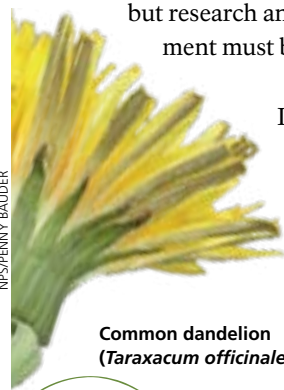 but research an
ment must b
NPS/PENNY BAUDER
Common dandelion
(Taraxacum officinale